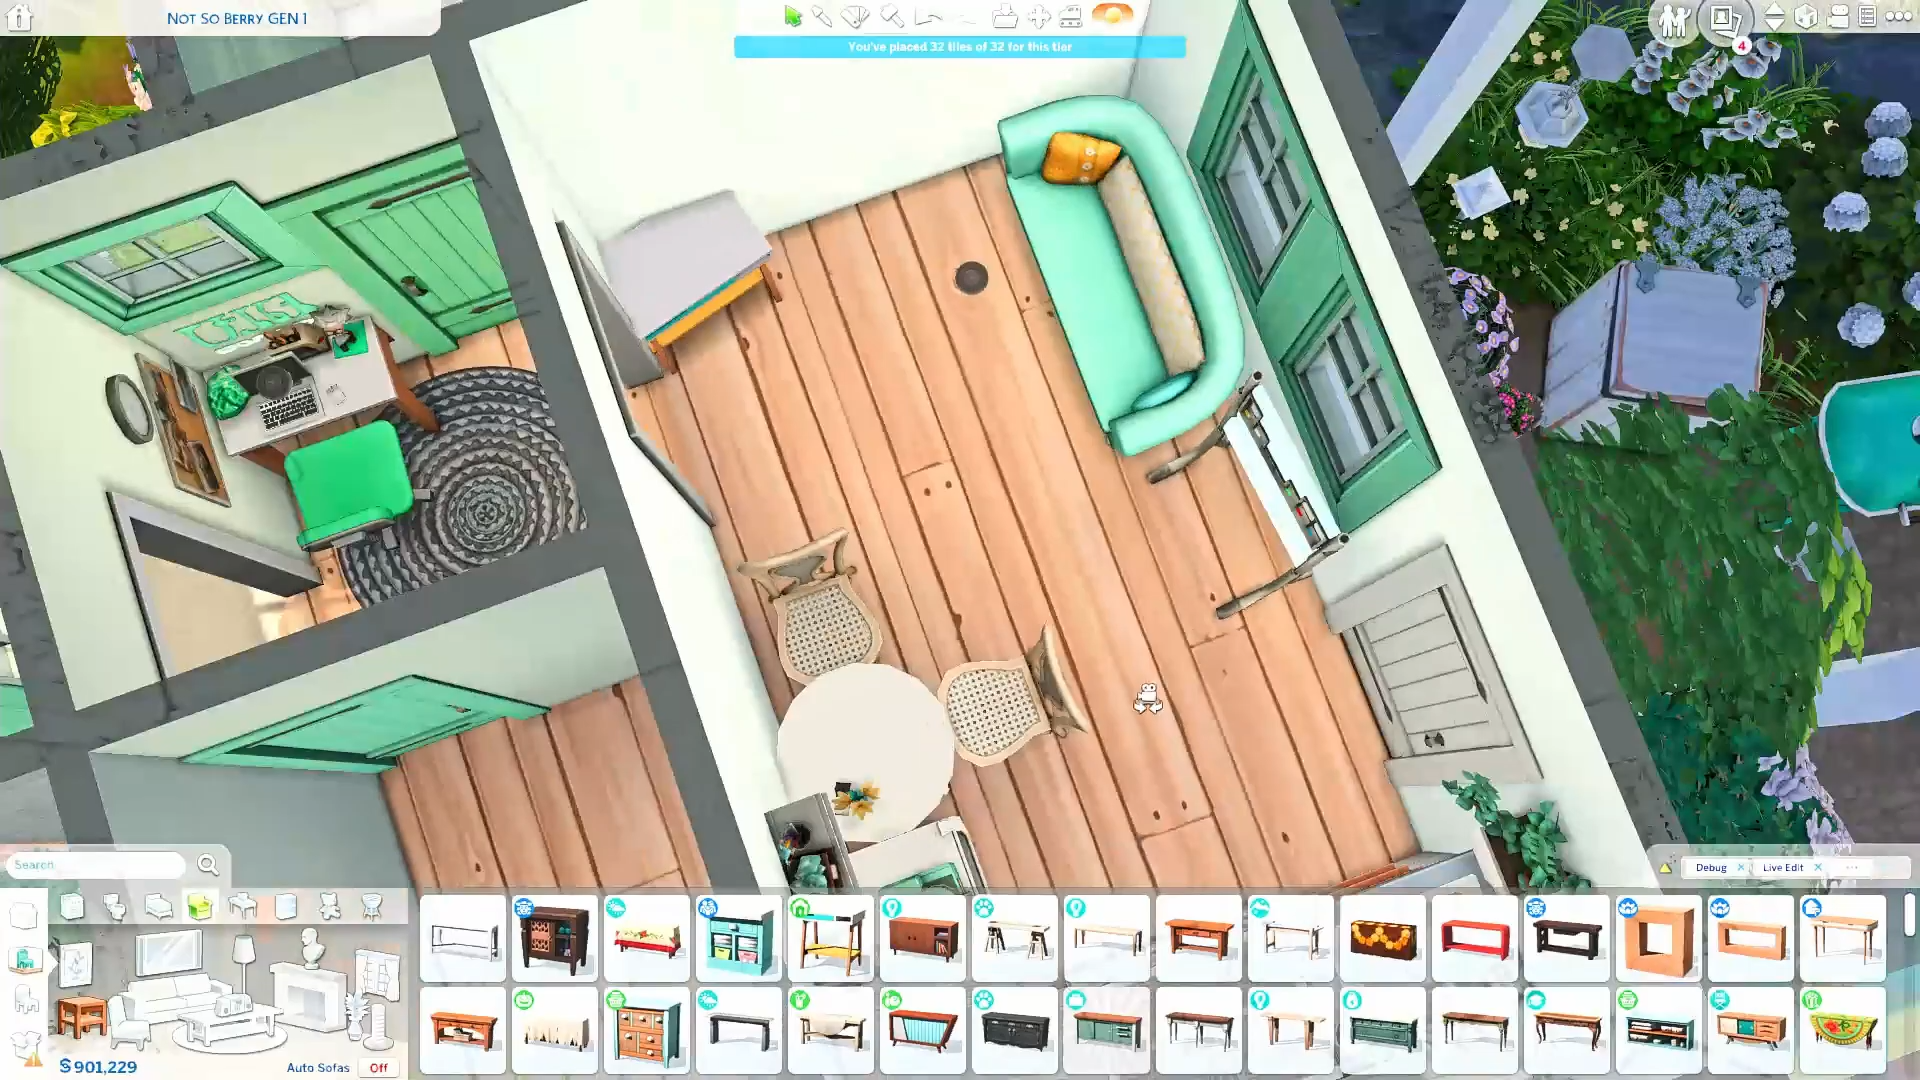 NOT SO BERRY GEN 1
You've placed 32 tiles of 32 for this tier
4
Search
Debug
Live Edit
901,229
Auto Sofas
Off